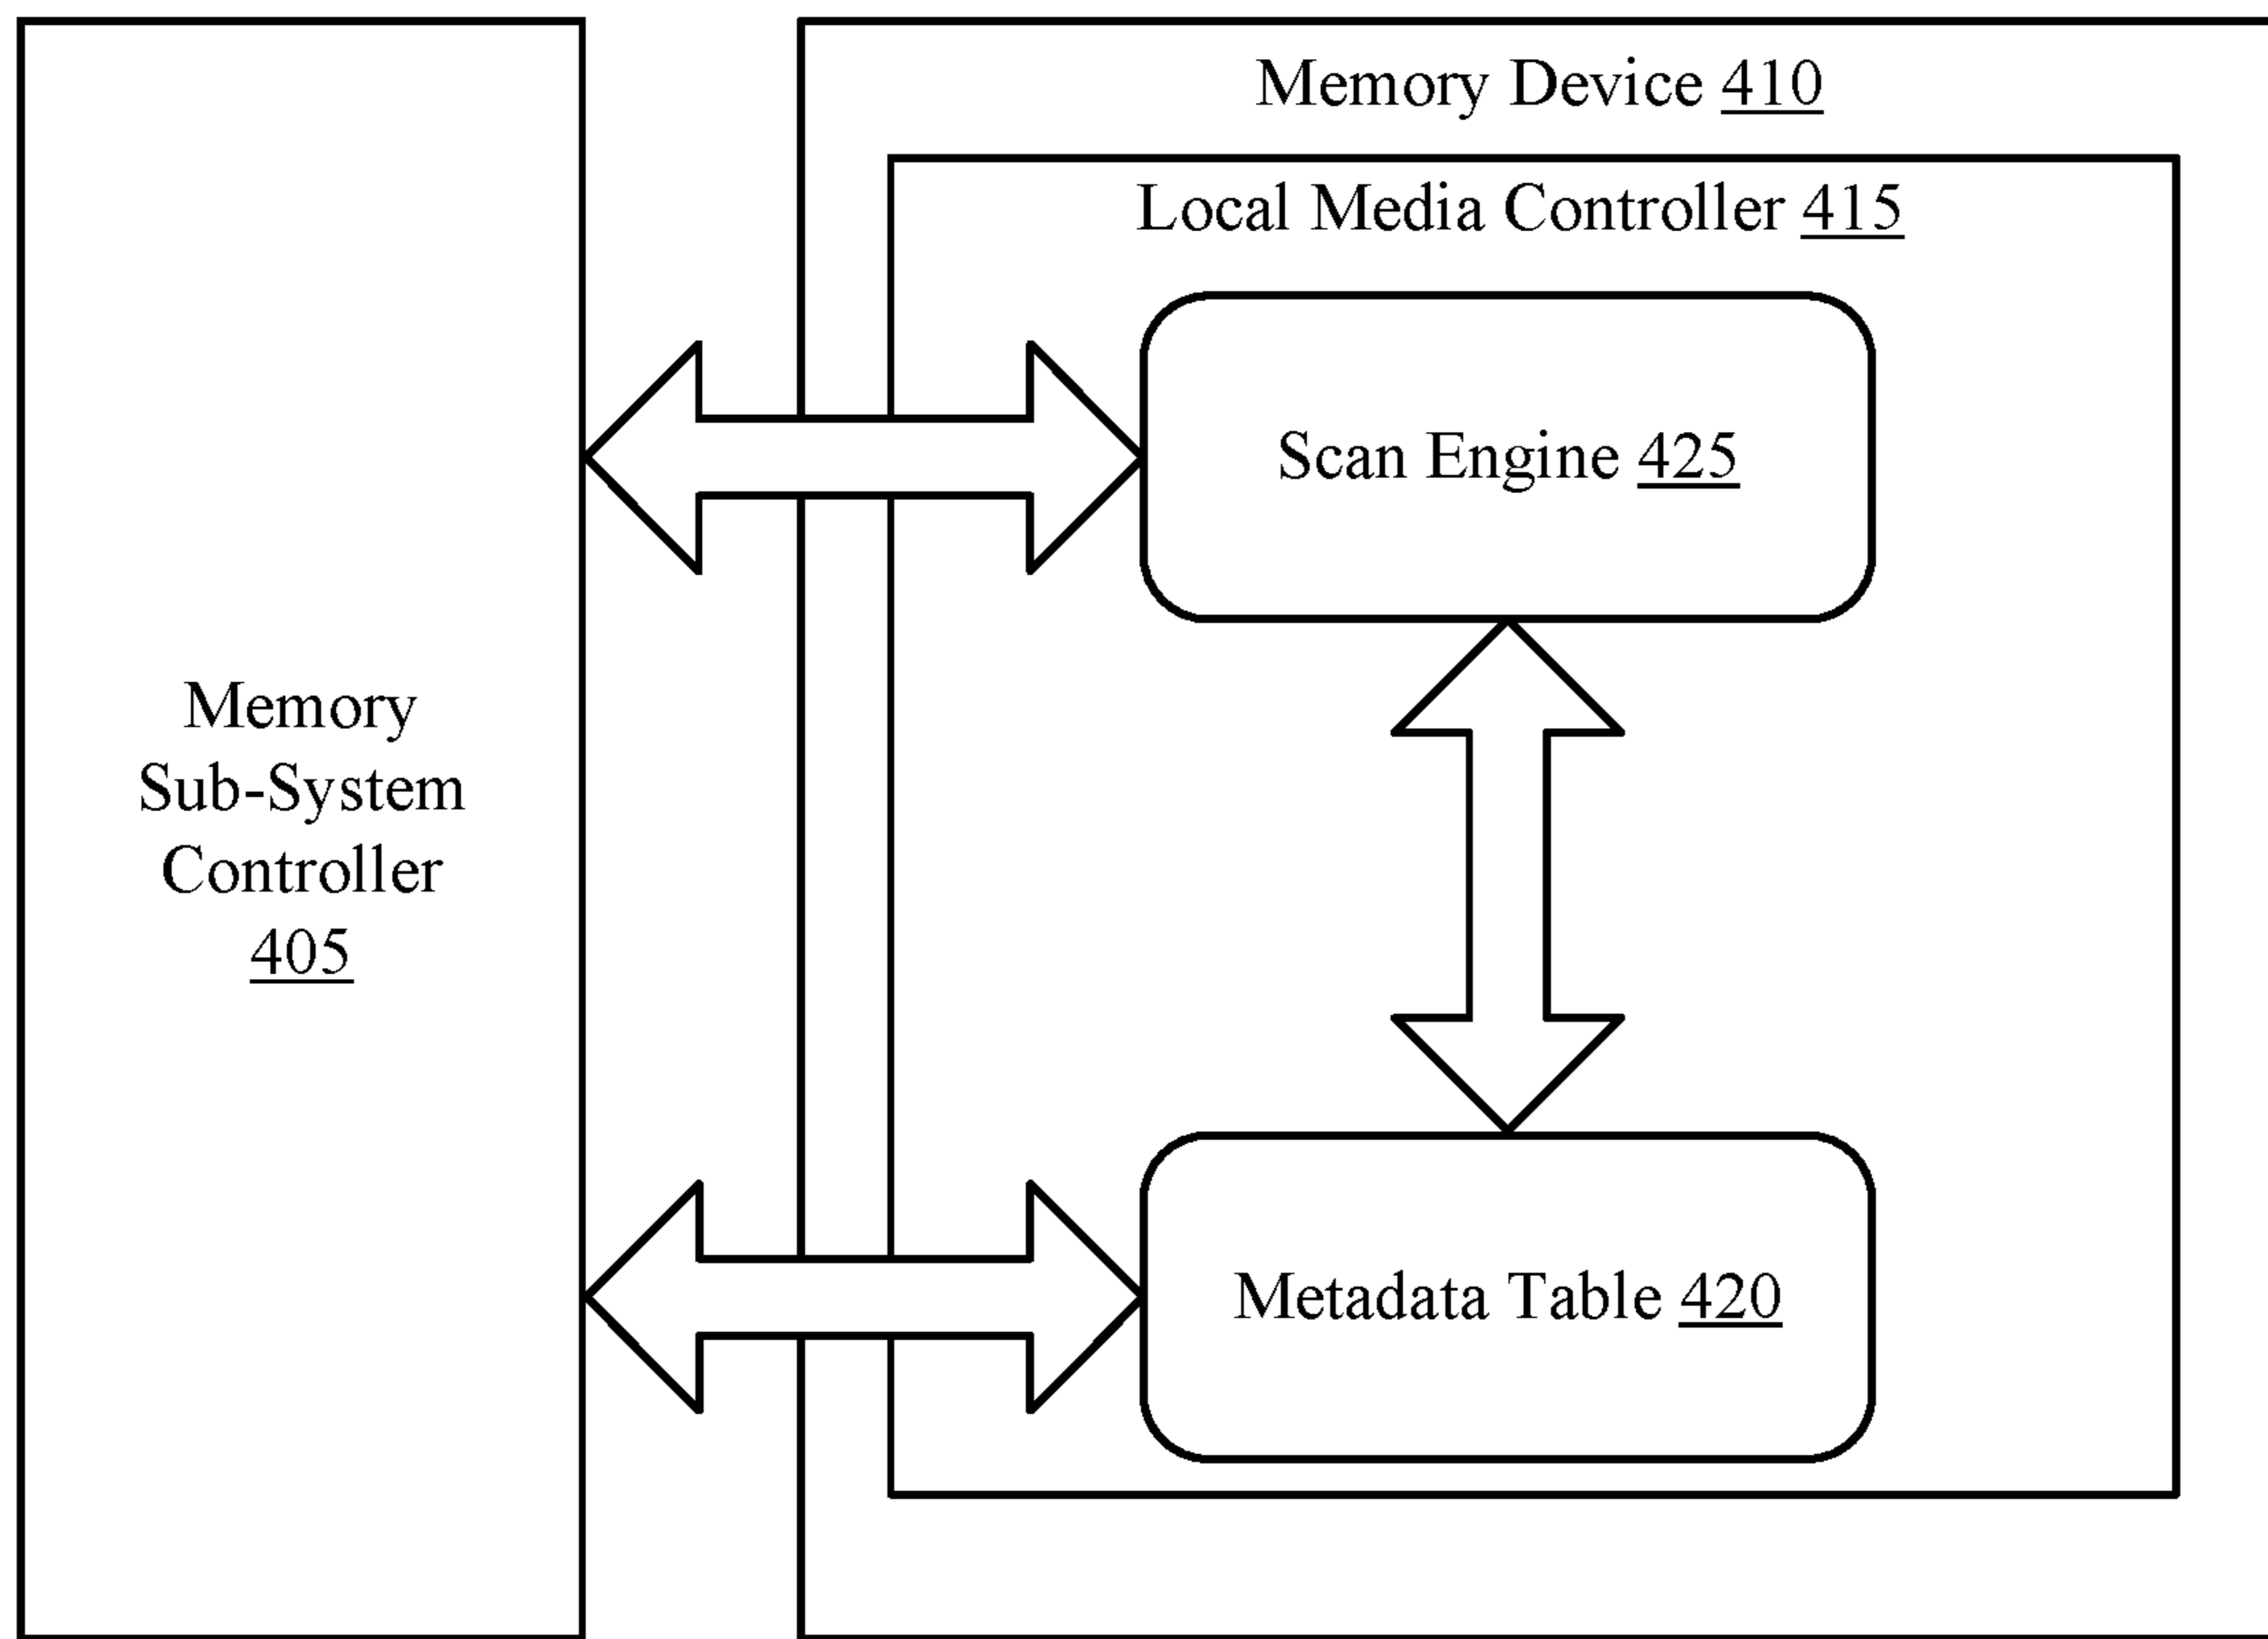 Memory Device 410
Local Media Controller 415
Scan Engine 425
Memory
Sub-System
Controller
405
Metadata Table 420